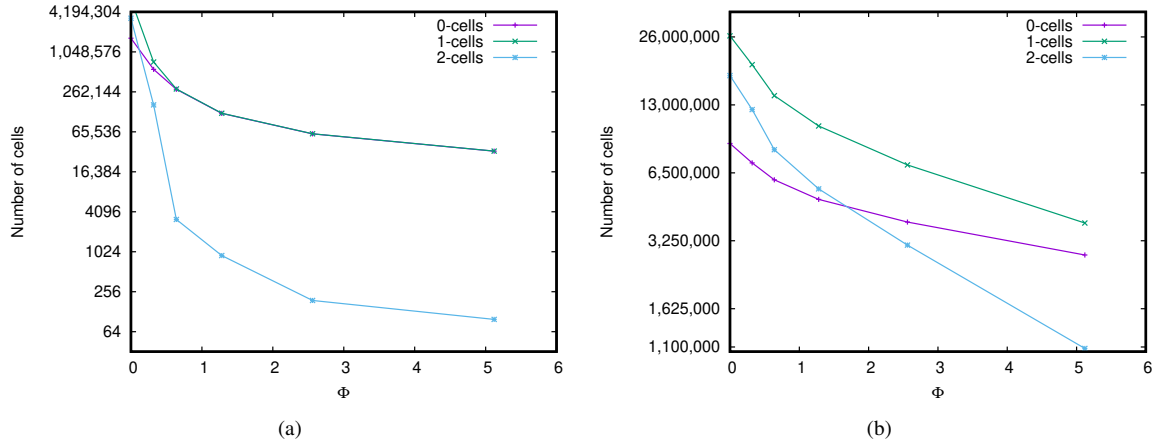 4,194,304
1,048,576
262,144
65,536
16,384
4096
1024
256
64
Number of cells
0-cells
1-cells
2-cells
0 1 2 3 4 5 6
Φ
(a)
26,000,000
13,000,000
6,500,000
3,250,000
1,625,000
1,100,000
Number of cells
0-cells
1-cells
2-cells
0 1 2 3 4 5 6
Φ
(b)